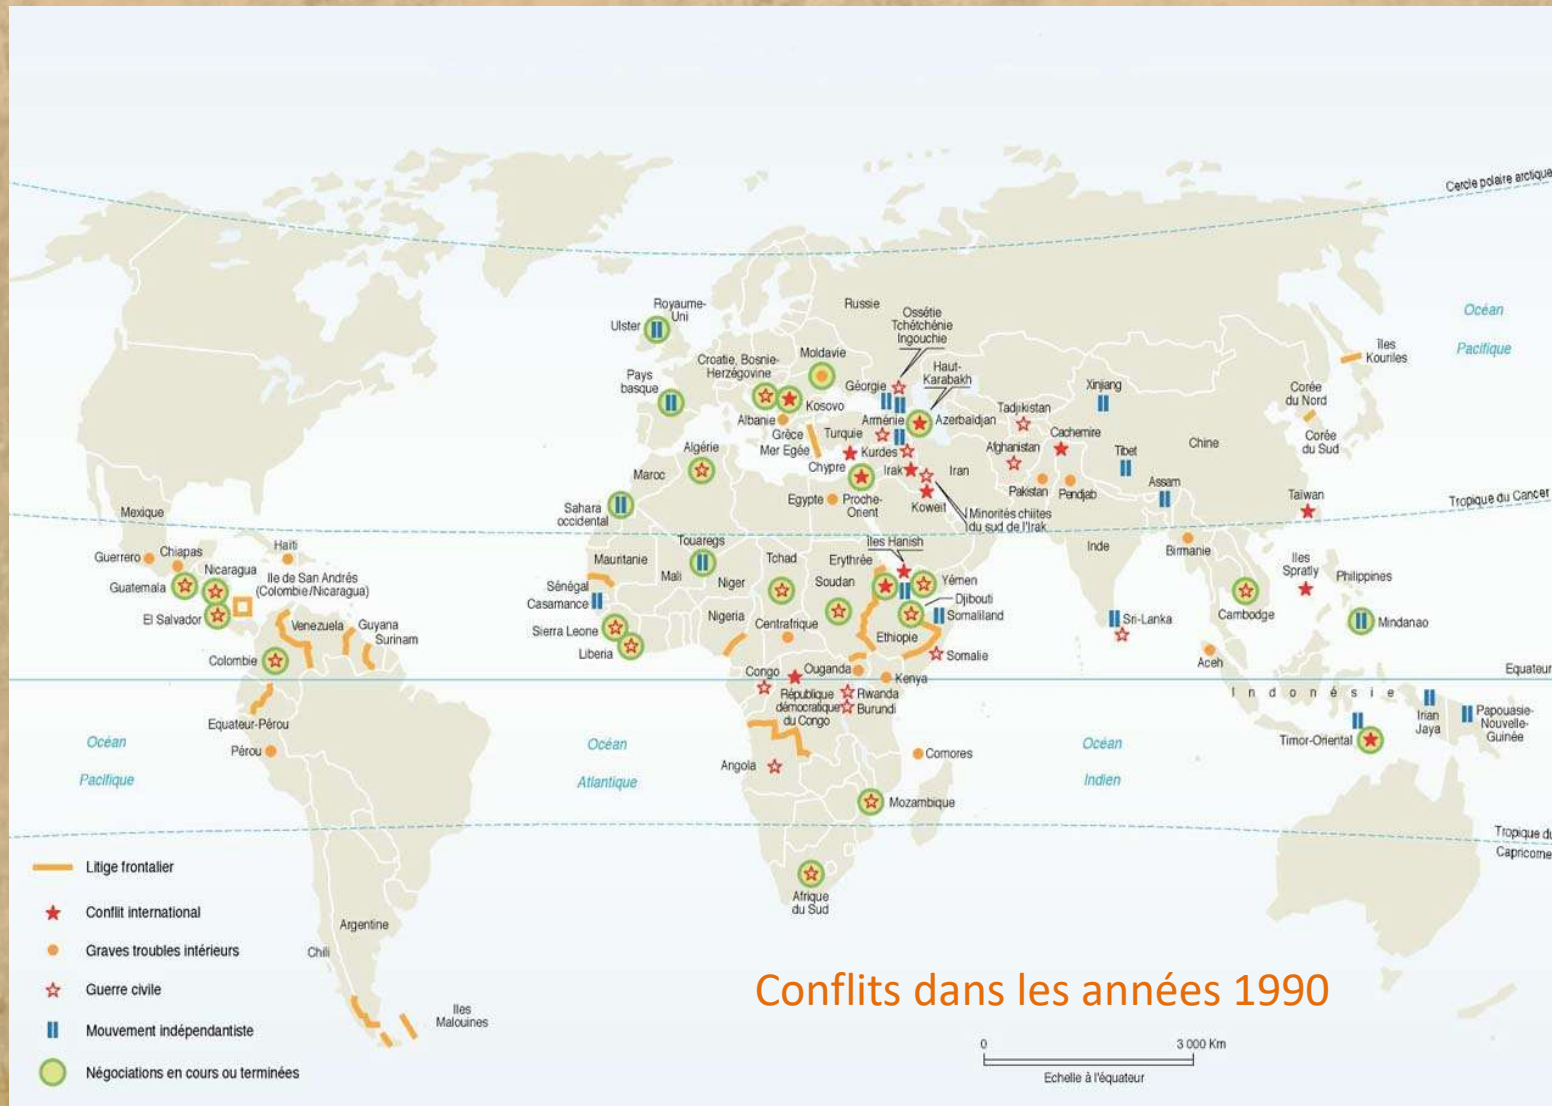 Cercle polaire arctique
Royaume-
Uni
Ulster
Russie
Ossétie
Tchétchénie
Ingouchie
Océan
Pacifique
Îles
Kouriles
Croatie, Bosnie-
Herzégovine
Moldavie
Haut-
Karabakh
Pays
basque
Géorgie
Xinjiang
Corée
du Nord
Kosovo
Albanie
Arménie
Azerbaïdjan
Tadjikistan
Grèce
Mer Egée
Turquie
Cachemire
Afghanistan
Chine
Corée
du Sud
Algérie
Maroc
Kurdes
Tibet
Chypre
Irak
Iran
Assam
Pakistan
Pendjab
Egypte
Proche-
Orient
Koweit
Taïwan
Tropique du Cancer
Sahara
occidental
Minorités chiites
du sud de l'Irak
Mexique
Touaregs
Iles Hanish
Inde
Birmanie
Guerrero
Chiapas
Haïti
Mauritanie
Tchad
Erythrée
Iles
Spratly
Philippines
Nicaragua
Guatemala
Ile de San Andrés
(Colombie/Nicaragua)
Mali
Niger
Soudan
Yémen
Sénégal
Casamance
Djibouti
Somaliland
El Salvador
Venezuela
Guyana
Surinam
Nigeria
Centrafrique
Sri-Lanka
Cambodge
Mindanao
Sierra Leone
Liberia
Ethiopie
Colombie
Somalie
Aceh
Congo
Ouganda
Kenya
Equateur
République
démocratique
du Congo
Rwanda
Burundi
Indonésie
Equateur-Pérou
Irian
Jaya
Papouasie-
Nouvelle-
Guinée
Pérou
Océan
Pacifique
Océan
Atlantique
Angola
Comores
Océan
Indien
Timor-Oriental
Mozambique
Tropique du
Capricorne
Litige frontalier
Conflit international
Graves troubles intérieurs
Guerre civile
Mouvement indépendantiste
Négociations en cours ou terminées
Afrique
du Sud
Argentine
Chili
Iles
Malouines
Conflits dans les années 1990
0
3 000 Km
Echelle à l'équateur